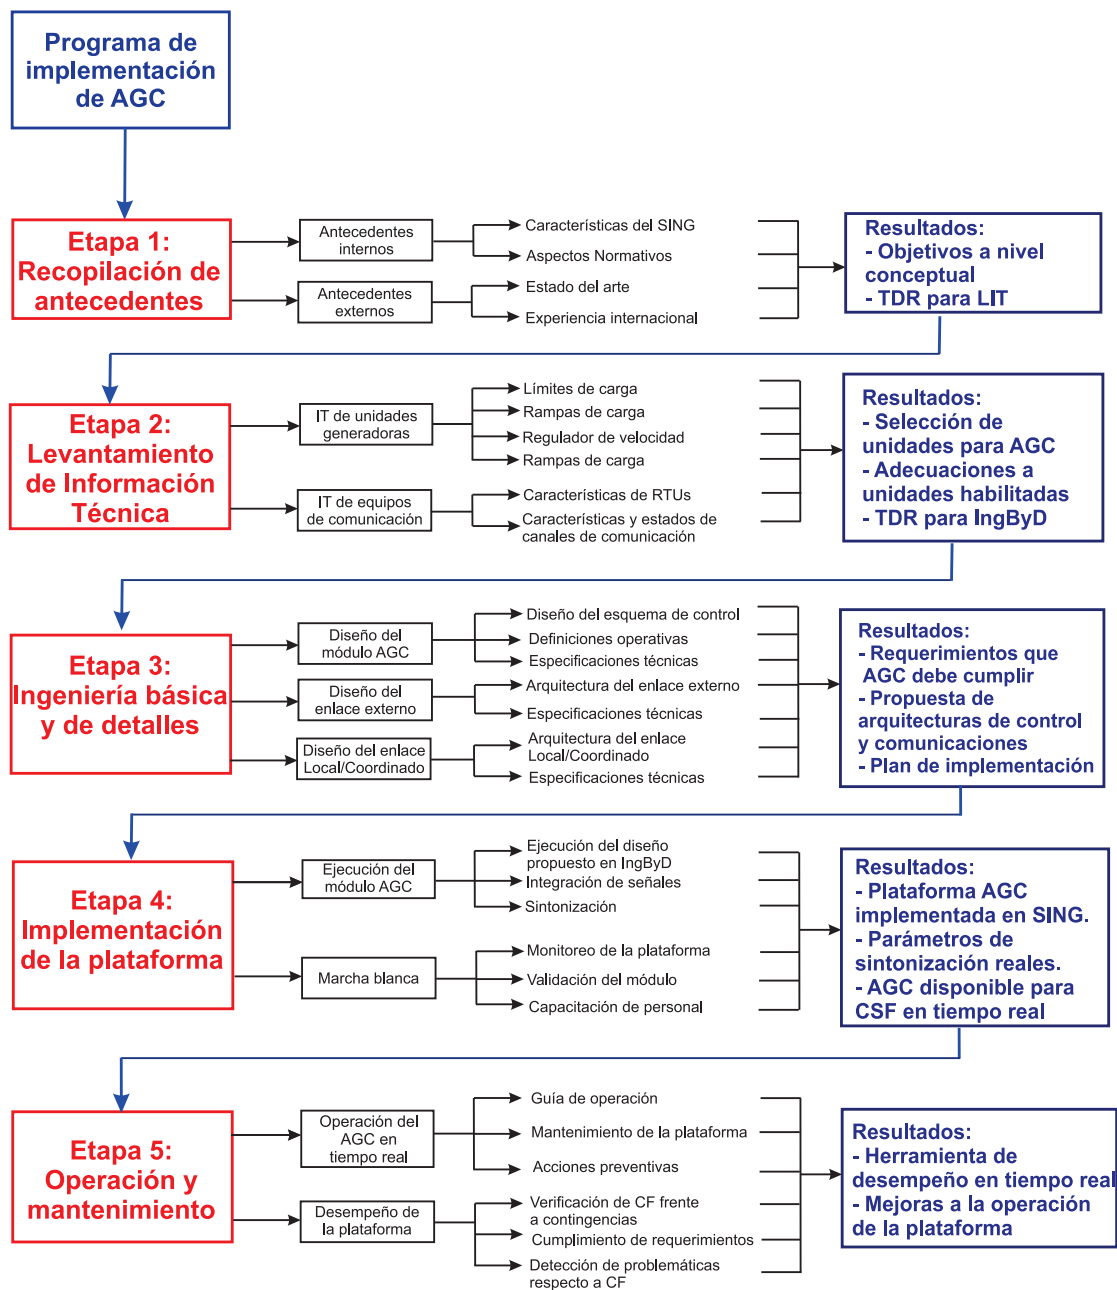 Programa de
implementación
de AGC
Etapa 1:
Recopilación de
antecedentes
Antecedentes
internos
Características del SING
Aspectos Normativos
Antecedentes
externos
Estado del arte
Experiencia internacional
Resultados:
- Objetivos a nivel
conceptual
- TDR para LIT
Etapa 2:
Levantamiento
de Información
Técnica
IT de unidades
generadoras
Límites de carga
Rampas de carga
Regulador de velocidad
Rampas de carga
IT de equipos
de comunicación
Características de RTUs
Características y estados de
canales de comunicación
Resultados:
- Selección de
unidades para AGC
- Adecuaciones a
unidades habilitadas
- TDR para IngByD
Etapa 3:
Ingeniería básica
y de detalles
Diseño del
módulo AGC
Diseño del esquema de control
Definiciones operativas
Especificaciones técnicas
Diseño del
enlace externo
Arquitectura del enlace externo
Especificaciones técnicas
Diseño del enlace
Local/Coordinado
Arquitectura del enlace
Local/Coordinado
Especificaciones técnicas
Resultados:
- Requerimientos que
AGC debe cumplir
- Propuesta de
arquitecturas de control
y comunicaciones
- Plan de implementación
Etapa 4:
Implementación
de la plataforma
Ejecución del
módulo AGC
Ejecución del diseño
propuesto en IngByD
Integración de señales
Sintonización
Marcha blanca
Monitoreo de la plataforma
Validación del módulo
Capacitación de personal
Resultados:
- Plataforma AGC
implementada en SING.
- Parámetros de
sintonización reales.
- AGC disponible para
CSF en tiempo real
Etapa 5:
Operación y
mantenimiento
Operación del
AGC en
tiempo real
Guía de operación
Mantenimiento de la plataforma
Acciones preventivas
Desempeño de
la plataforma
Verificación de CF frente
a contingencias
Cumplimiento de requerimientos
Detección de problemáticas
respecto a CF
Resultados:
- Herramienta de
desempeño en tiempo real
- Mejoras a la operación
de la plataforma